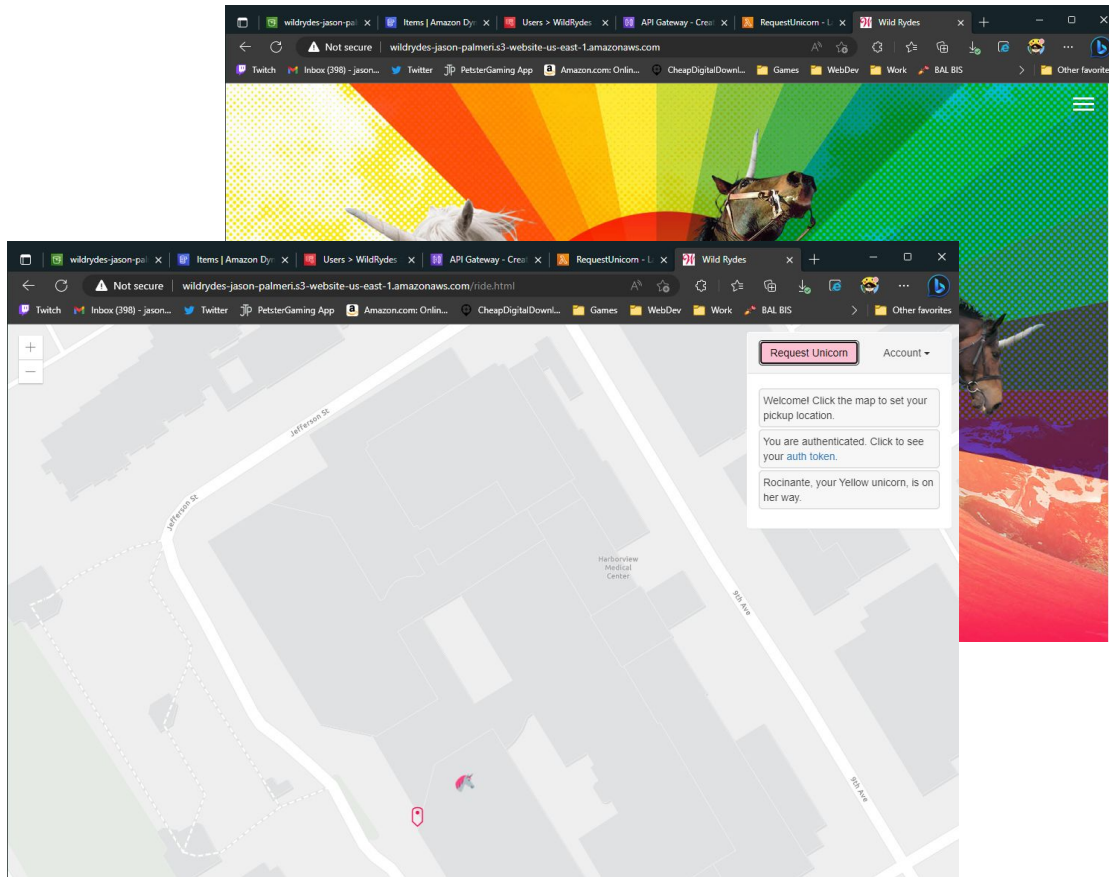 wildrydes-jason-pal
Items | Amazon Dyn
Users > WildRydes
API Gateway - Creat
RequestUnicorn - L
Wild Rydes
Not secure
wildrydes-jason-palmeri.s3-website-us-east-1.amazonaws.com
Twitch
Inbox (398) - jason...
Twitter
PetsterGaming App
Amazon.com: Onlin...
CheapDigitalDownl...
Games
WebDev
Work
BAL BIS
Other favorite
wildrydes-jason-pal
Items | Amazon Dyn
Users > WildRydes
API Gateway - Creat
RequestUnicorn - L
Wild Rydes
Not secure
wildrydes-jason-palmeri.s3-website-us-east-1.amazonaws.com/ride.html
Twitch
Inbox (398) - jason...
Twitter
PetsterGaming App
Amazon.com: Onlin...
CheapDigitalDownl...
Games
WebDev
Work
BAL BIS
Other favorites
Request Unicorn
Account
Welcome! Click the map to set your
pickup location.
You are authenticated. Click to see
your auth token.
Rocinante, your Yellow unicorn, is on
her way.
Jefferson St
Jefferson St
Harborview
Medical
Center
9th Ave
9th Ave